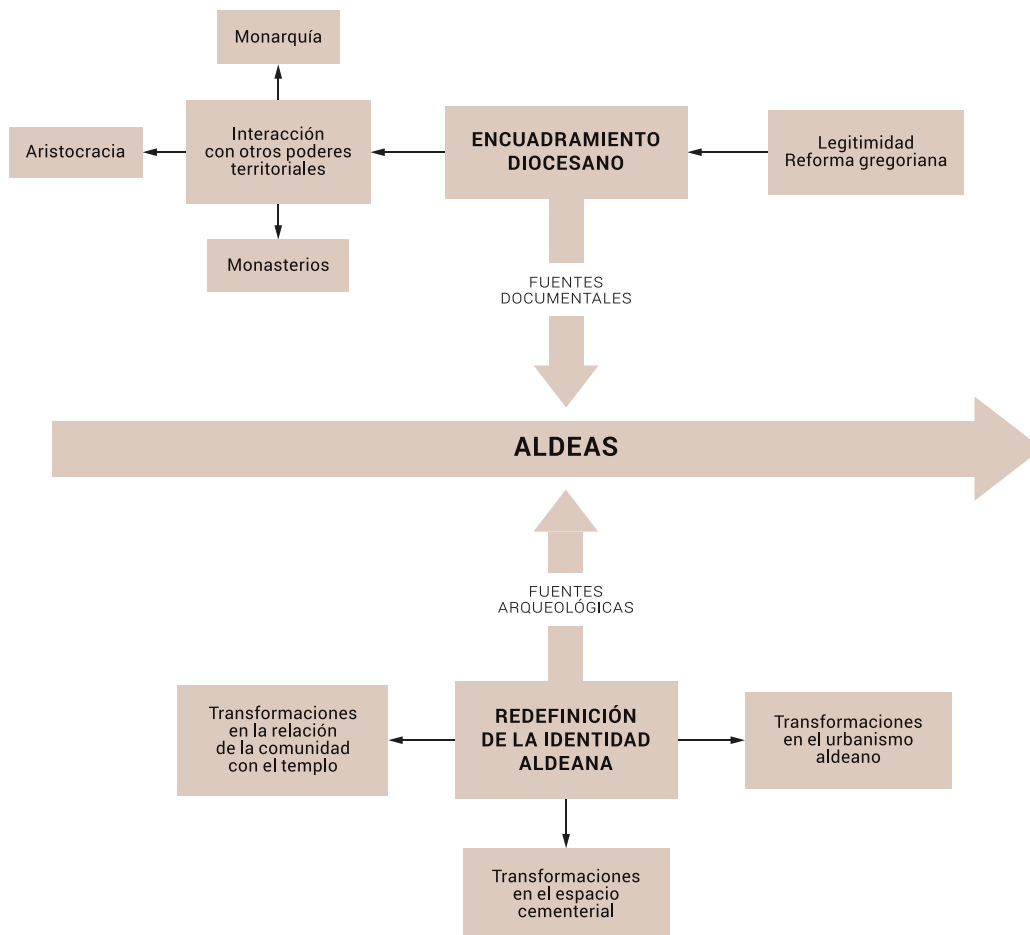 Monarquía
Aristocracia
Interacción
con otros poderes
territoriales
ENCUADRAMIENTO
DIOCESANO
Legitimidad
Reforma gregoriana
Monasterios
FUENTES
DOCUMENTALES
ALDEAS
FUENTES
ARQUEOLÓGICAS
Transformaciones
en la relación
de la comunidad
con el templo
REDEFINICIÓN
DE LA IDENTIDAD
ALDEANA
Transformaciones
en el urbanismo
aldeano
Transformaciones
en el espacio
cementerial